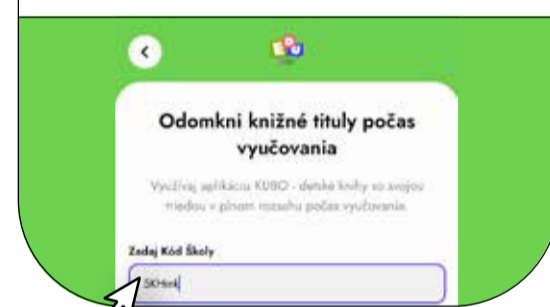 Odomkni knižné tituly počas
vyučovania
Využívaj aplikáciu KUBO - detské knihy so svojou
triedou v plnom rozsahu počas vyučovania.
Zadaj Kód Školy